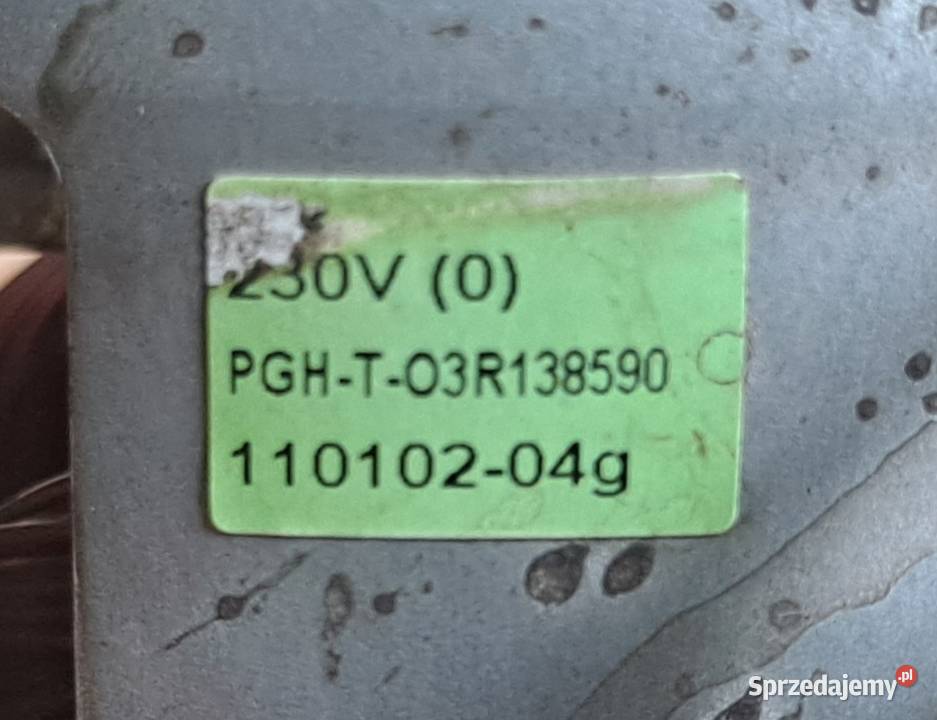 230V (0)
PGH-T-O3R138590
110102-04g
Sprzedajemy.pl